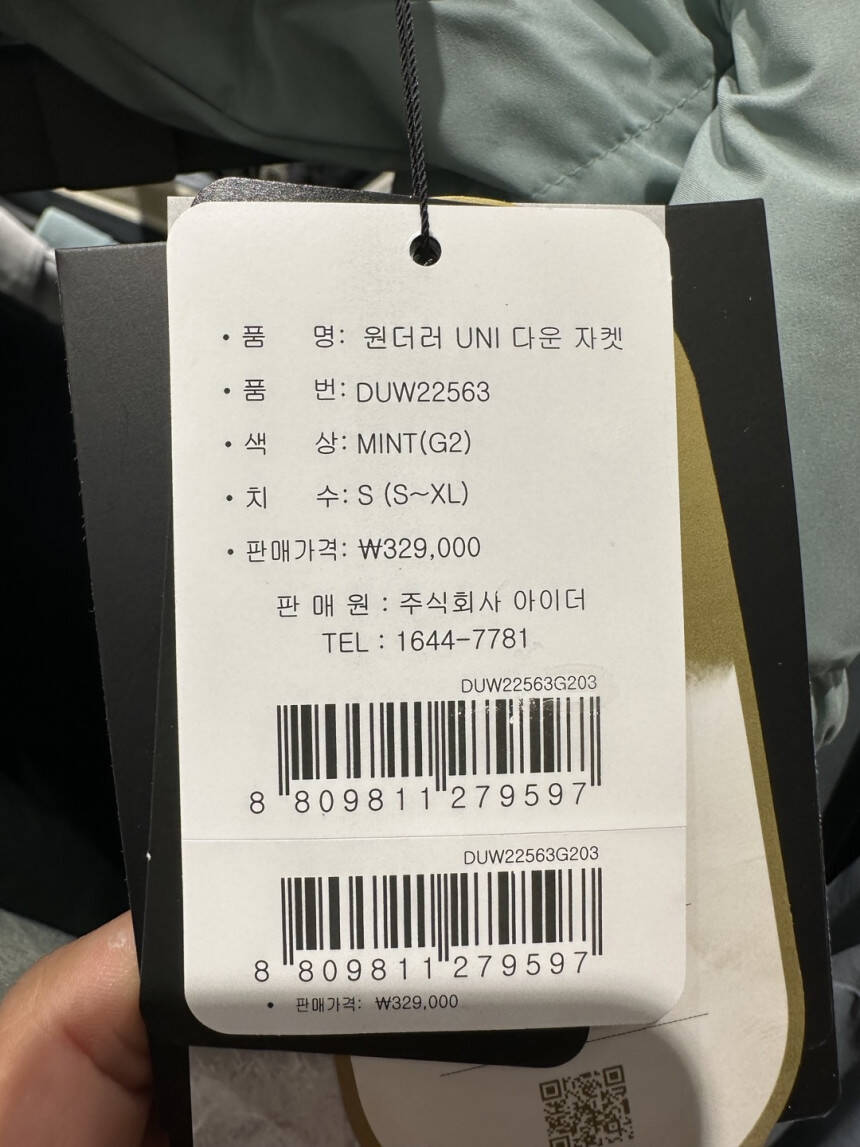 • 품 명: 원더러 UNI 다운 자켓
• 품 번: DUW22563
• 색 상: MINT(G2)
• 치 수: S (S~XL)
• 판매가격: ₩329,000
판 매 원 : 주식회사 아이더
TEL : 1644-7781
DUW22563G203
8 809811 279597
DUW22563G203
8 809811 279597
• 판매가격: ₩329,000